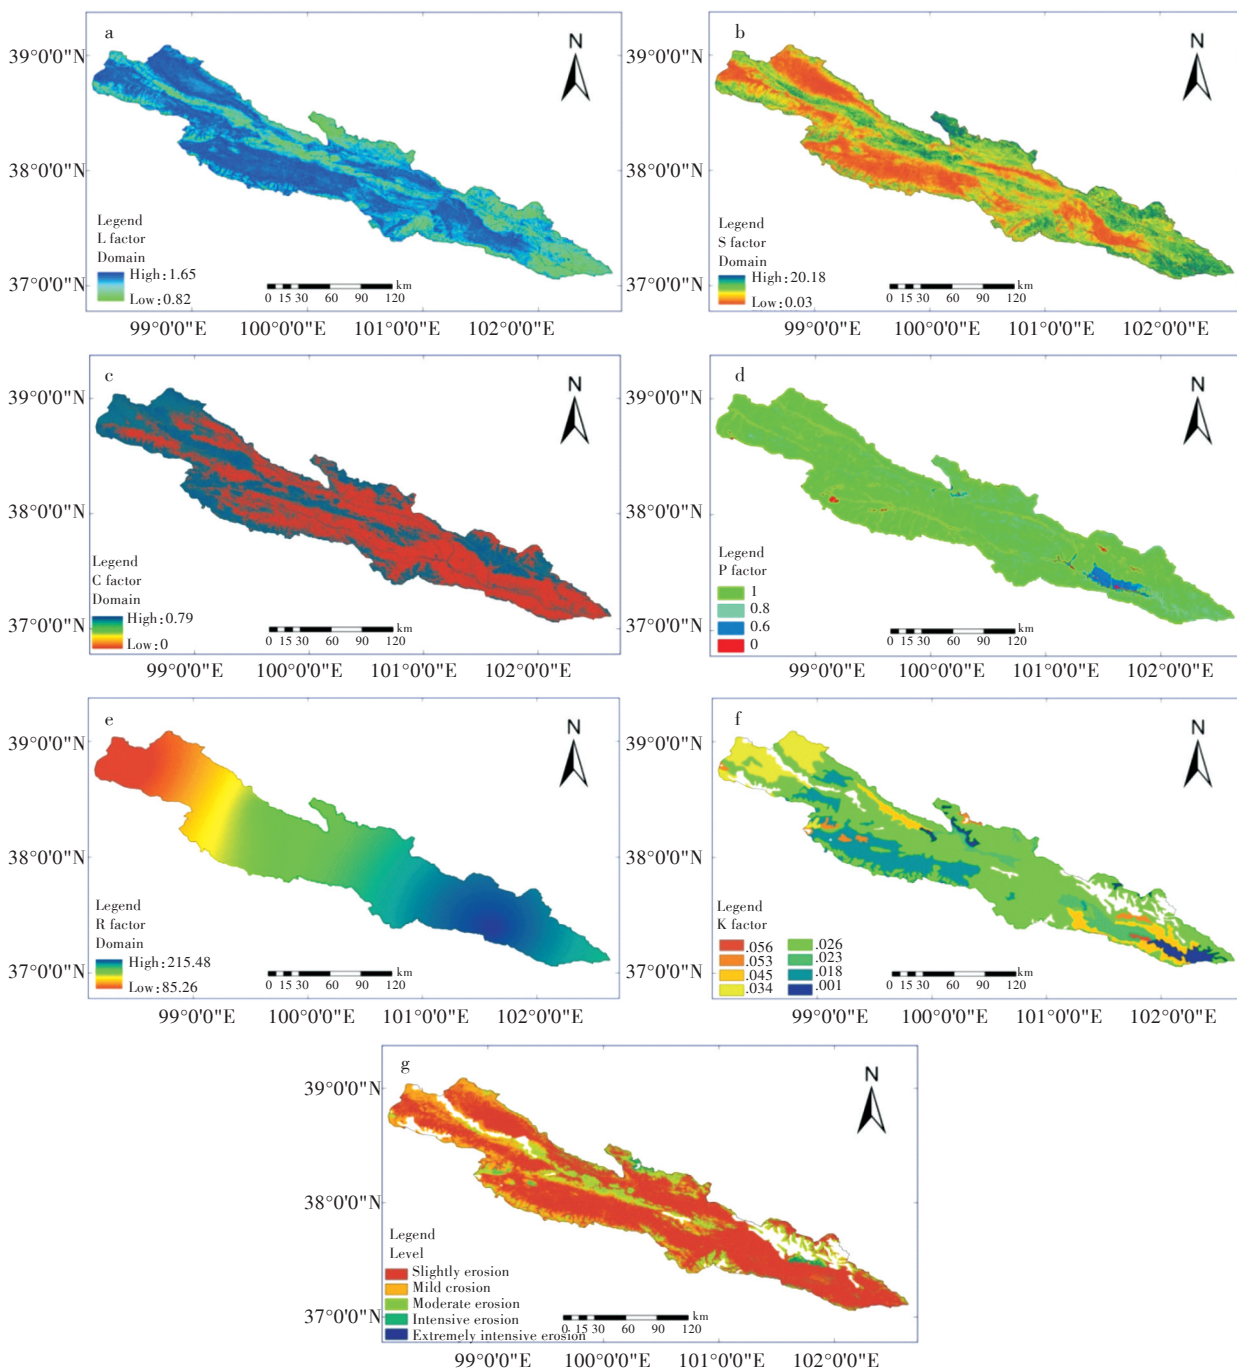 a
N
39°0'0"N
38°0'0"N
37°0'0"N
Legend
L factor
Domain
High:1.65
Low:0.82
km
0 15 30 60 90 120
99°0'0"E 100°0'0"E 101°0'0"E 102°0'0"E
b
N
39°0'0"N
38°0'0"N
37°0'0"N
Legend
S factor
Domain
High:20.18
Low:0.03
km
0 15 30 60 90 120
99°0'0"E 100°0'0"E 101°0'0"E 102°0'0"E
c
N
39°0'0"N
38°0'0"N
37°0'0"N
Legend
C factor
Domain
High:0.79
Low:0
km
0 15 30 60 90 120
99°0'0"E 100°0'0"E 101°0'0"E 102°0'0"E
d
N
39°0'0"N
38°0'0"N
37°0'0"N
Legend
P factor
1
0.8
0.6
0
km
0 15 30 60 90 120
99°0'0"E 100°0'0"E 101°0'0"E 102°0'0"E
e
N
39°0'0"N
38°0'0"N
37°0'0"N
Legend
R factor
Domain
High:215.48
Low:85.26
km
0 15 30 60 90 120
99°0'0"E 100°0'0"E 101°0'0"E 102°0'0"E
f
N
39°0'0"N
38°0'0"N
37°0'0"N
Legend
K factor
.056 .026
.053 .023
.045 .018
.034 .001
km
0 15 30 60 90 120
99°0'0"E 100°0'0"E 101°0'0"E 102°0'0"E
g
N
39°0'0"N
38°0'0"N
37°0'0"N
Legend
Level
Slightly erosion
Mild crosion
Moderate erosion
Intensive erosion
Extremely intensive erosion
km
0 15 30 60 90 120
99°0'0"E 100°0'0"E 101°0'0"E 102°0'0"E